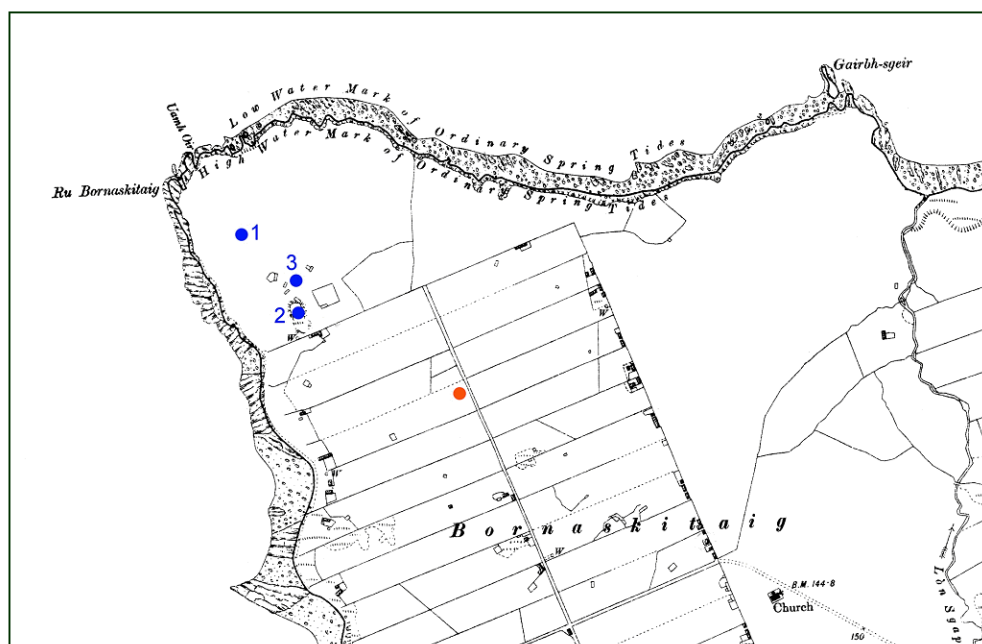 Gairbh-sgeir
Low Water Mark of Ordinary Spring Tides
High Water Mark of Ordinary Spring Tides
Ru Bornaskitaig
1
3
2
W
W
W
W
W
Bornaskitaig
B.M. 144·8
Church
150